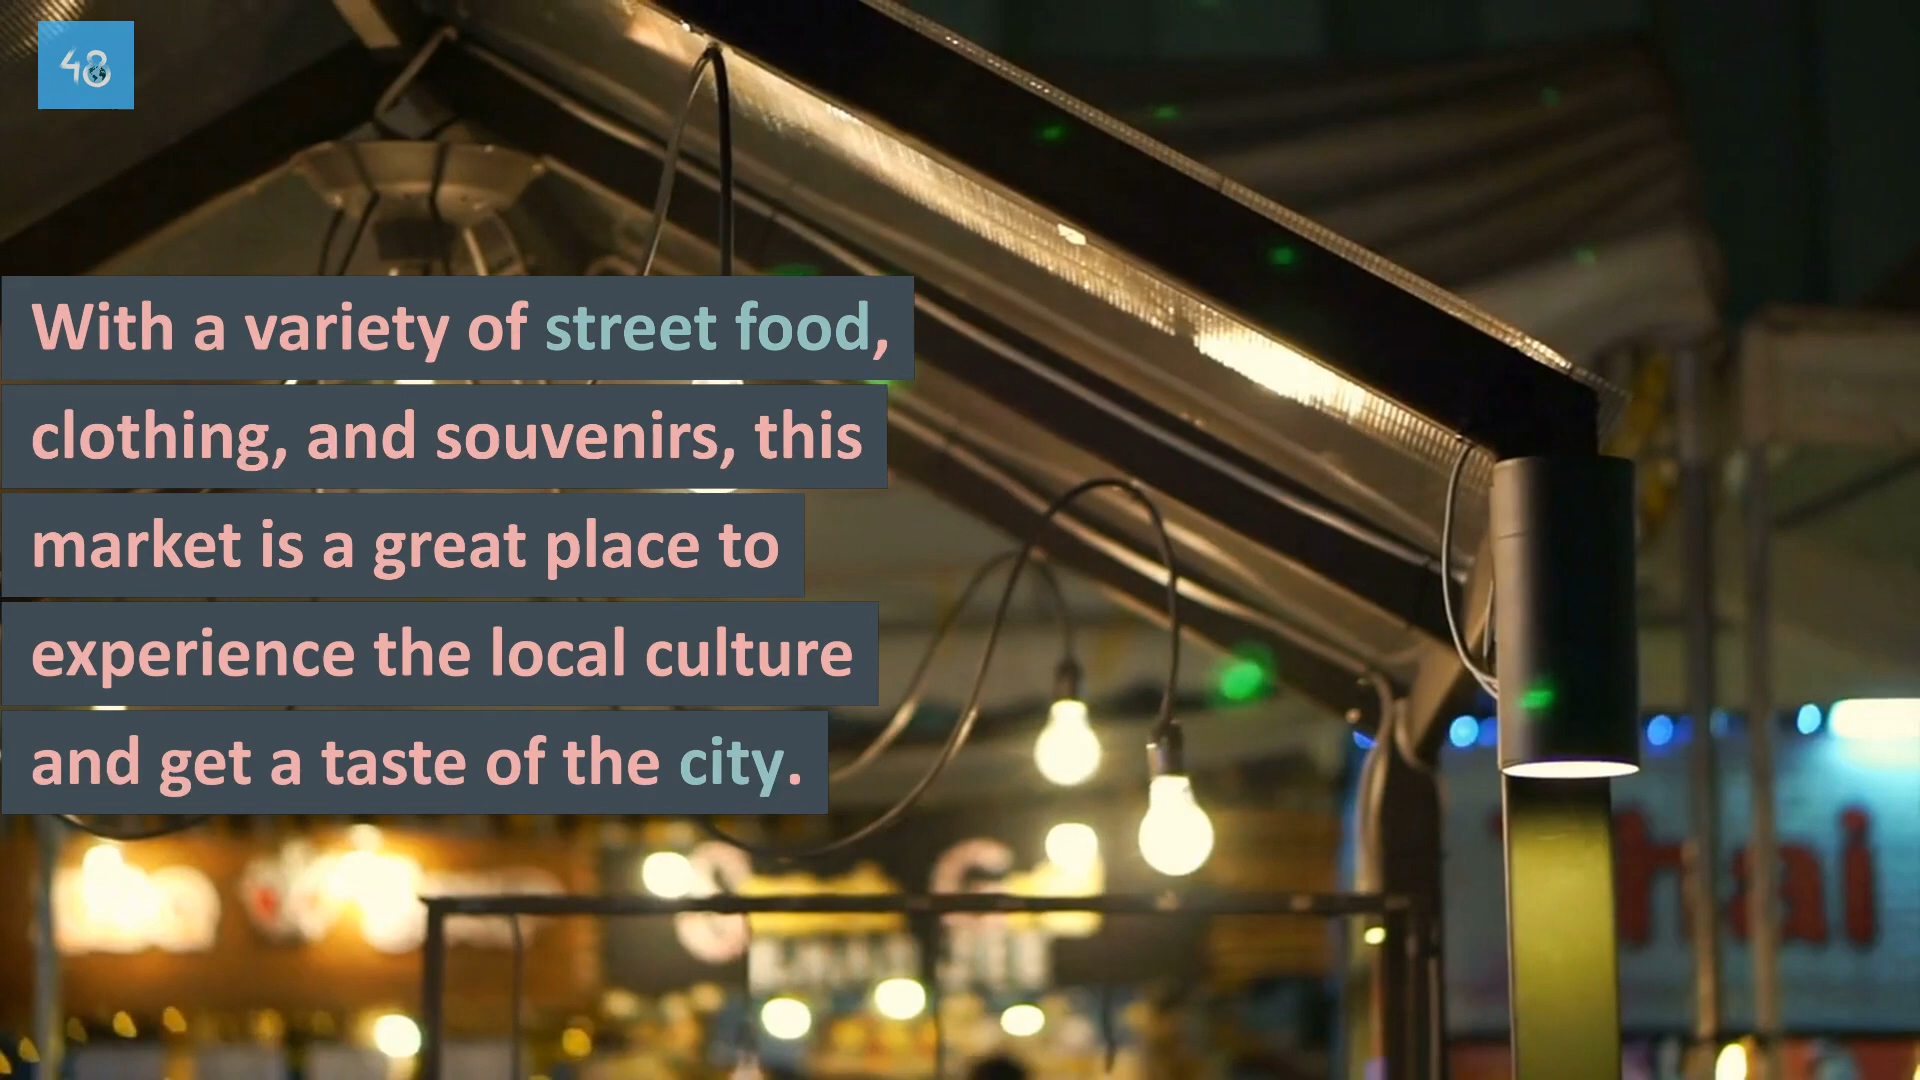 48
With a variety of street food,
clothing, and souvenirs, this
market is a great place to
experience the local culture
and get a taste of the city.
hai